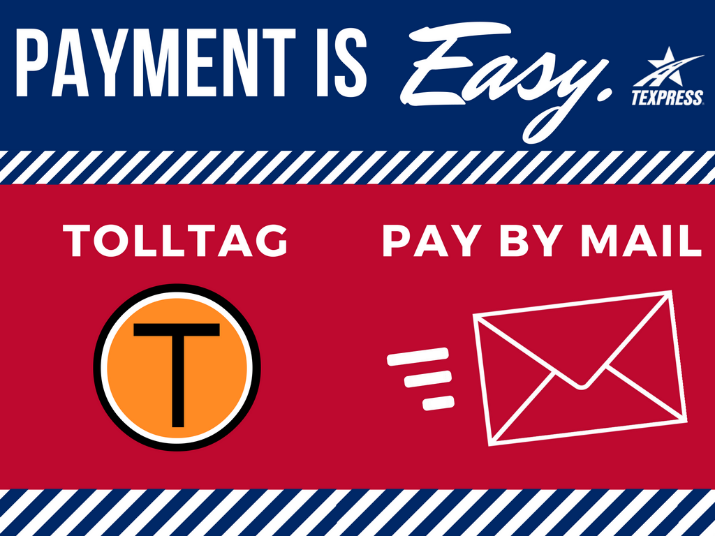 PAYMENT IS Easy.
TEXPRESS
TOLLTAG
PAY BY MAIL
T